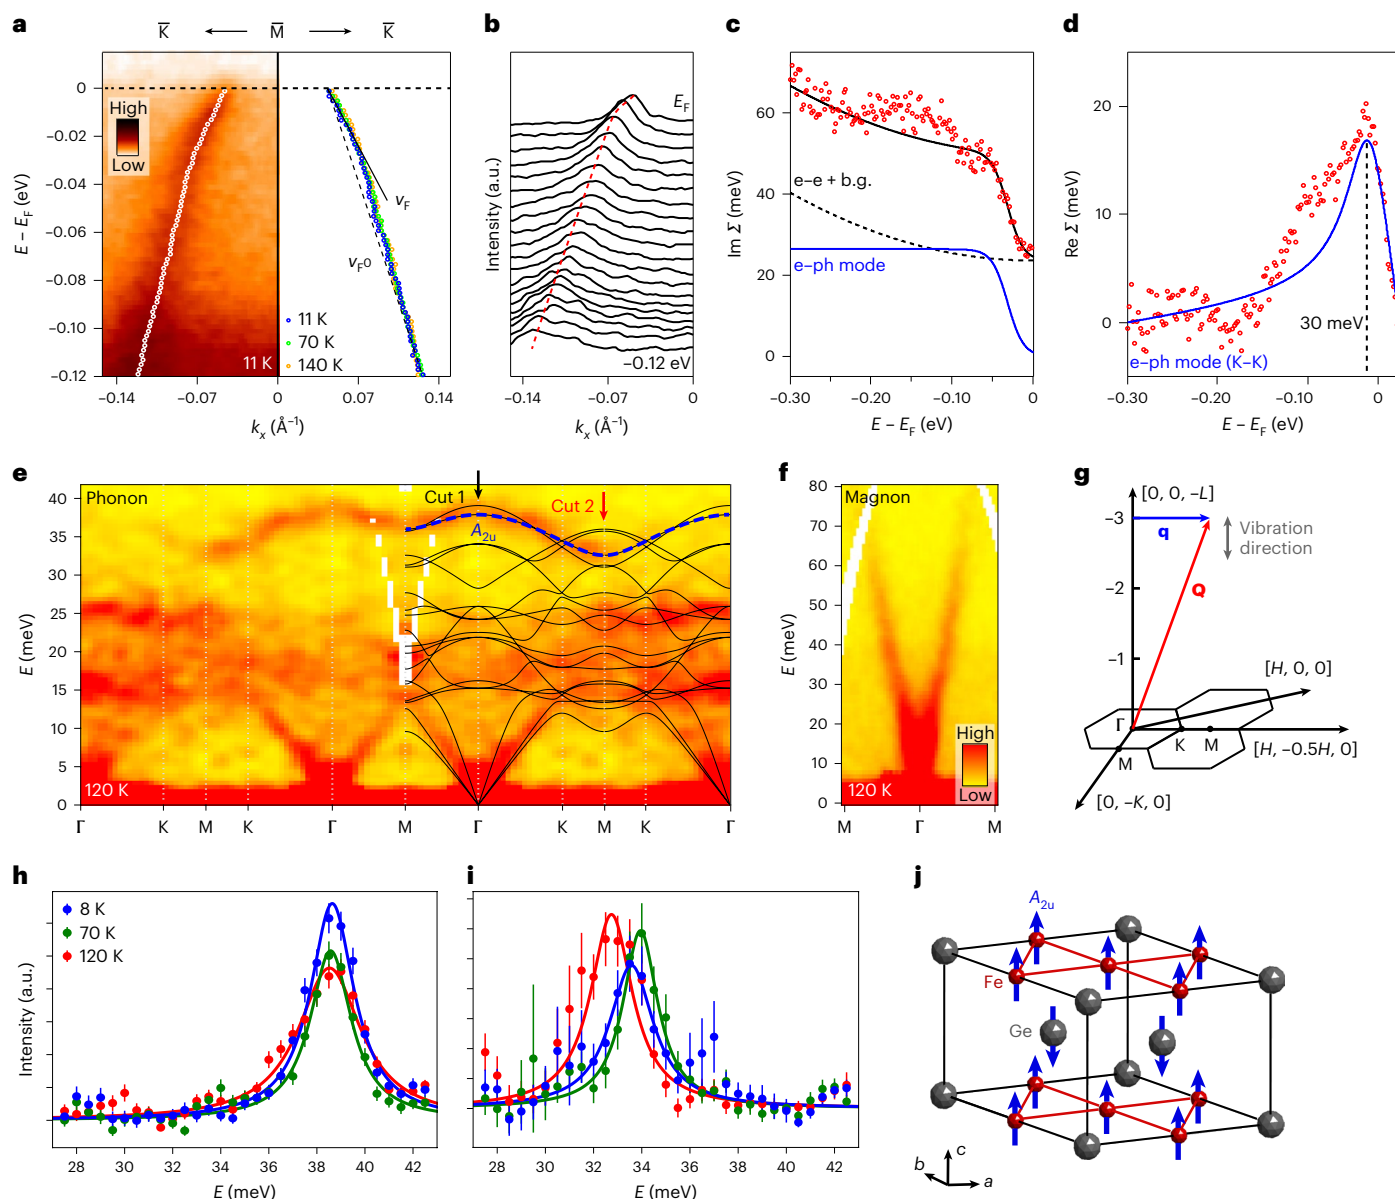 a
K̅ ← M̅ → K̅
E − E_F (eV)
0
−0.02
−0.04
−0.06
−0.08
−0.10
−0.12
High
Low
11 K
v_F
v_F⁰
11 K
70 K
140 K
−0.14 −0.07 0.07 0.14
k_x (Å⁻¹)
b
Intensity (a.u.)
E_F
−0.12 eV
−0.14 −0.07 0
k_x (Å⁻¹)
c
Im Σ (meV)
60
40
20
0
e–e + b.g.
e–ph mode
−0.30 −0.20 −0.10 0
E − E_F (eV)
d
Re Σ (meV)
20
10
0
30 meV
e–ph mode (K–K)
−0.30 −0.20 −0.10 0
E − E_F (eV)
e
E (meV)
40
35
30
25
20
15
10
5
0
Phonon
Cut 1
Cut 2
A_2u
120 K
Γ K M K Γ M Γ K M K Γ
f
E (meV)
80
70
60
50
40
30
20
10
0
Magnon
High
Low
120 K
M Γ M
g
[0, 0, −L]
−3
q
Vibration
direction
−2
Q
−1
[H, 0, 0]
Γ
K M
[H, −0.5H, 0]
M
[0, −K, 0]
h
Intensity (a.u.)
8 K
70 K
120 K
28 30 32 34 36 38 40 42
E (meV)
i
28 30 32 34 36 38 40 42
E (meV)
j
A_2u
Fe
Ge
c
b
a